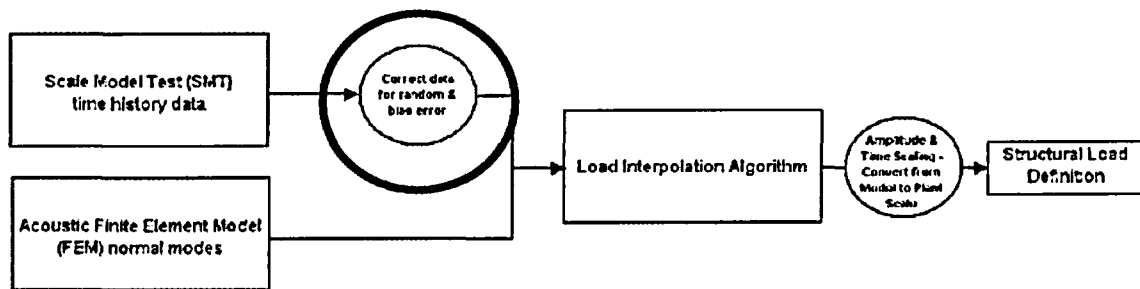 Scale Model Test (SMT)
time history data
Correct data
for random &
bias error
Acoustic Finite Element Model
(FEM) normal modes
Load Interpolation Algorithm
Amplitude &
Time Scaling -
Convert from
Model to Plant
Scale
Structural Load
Definition